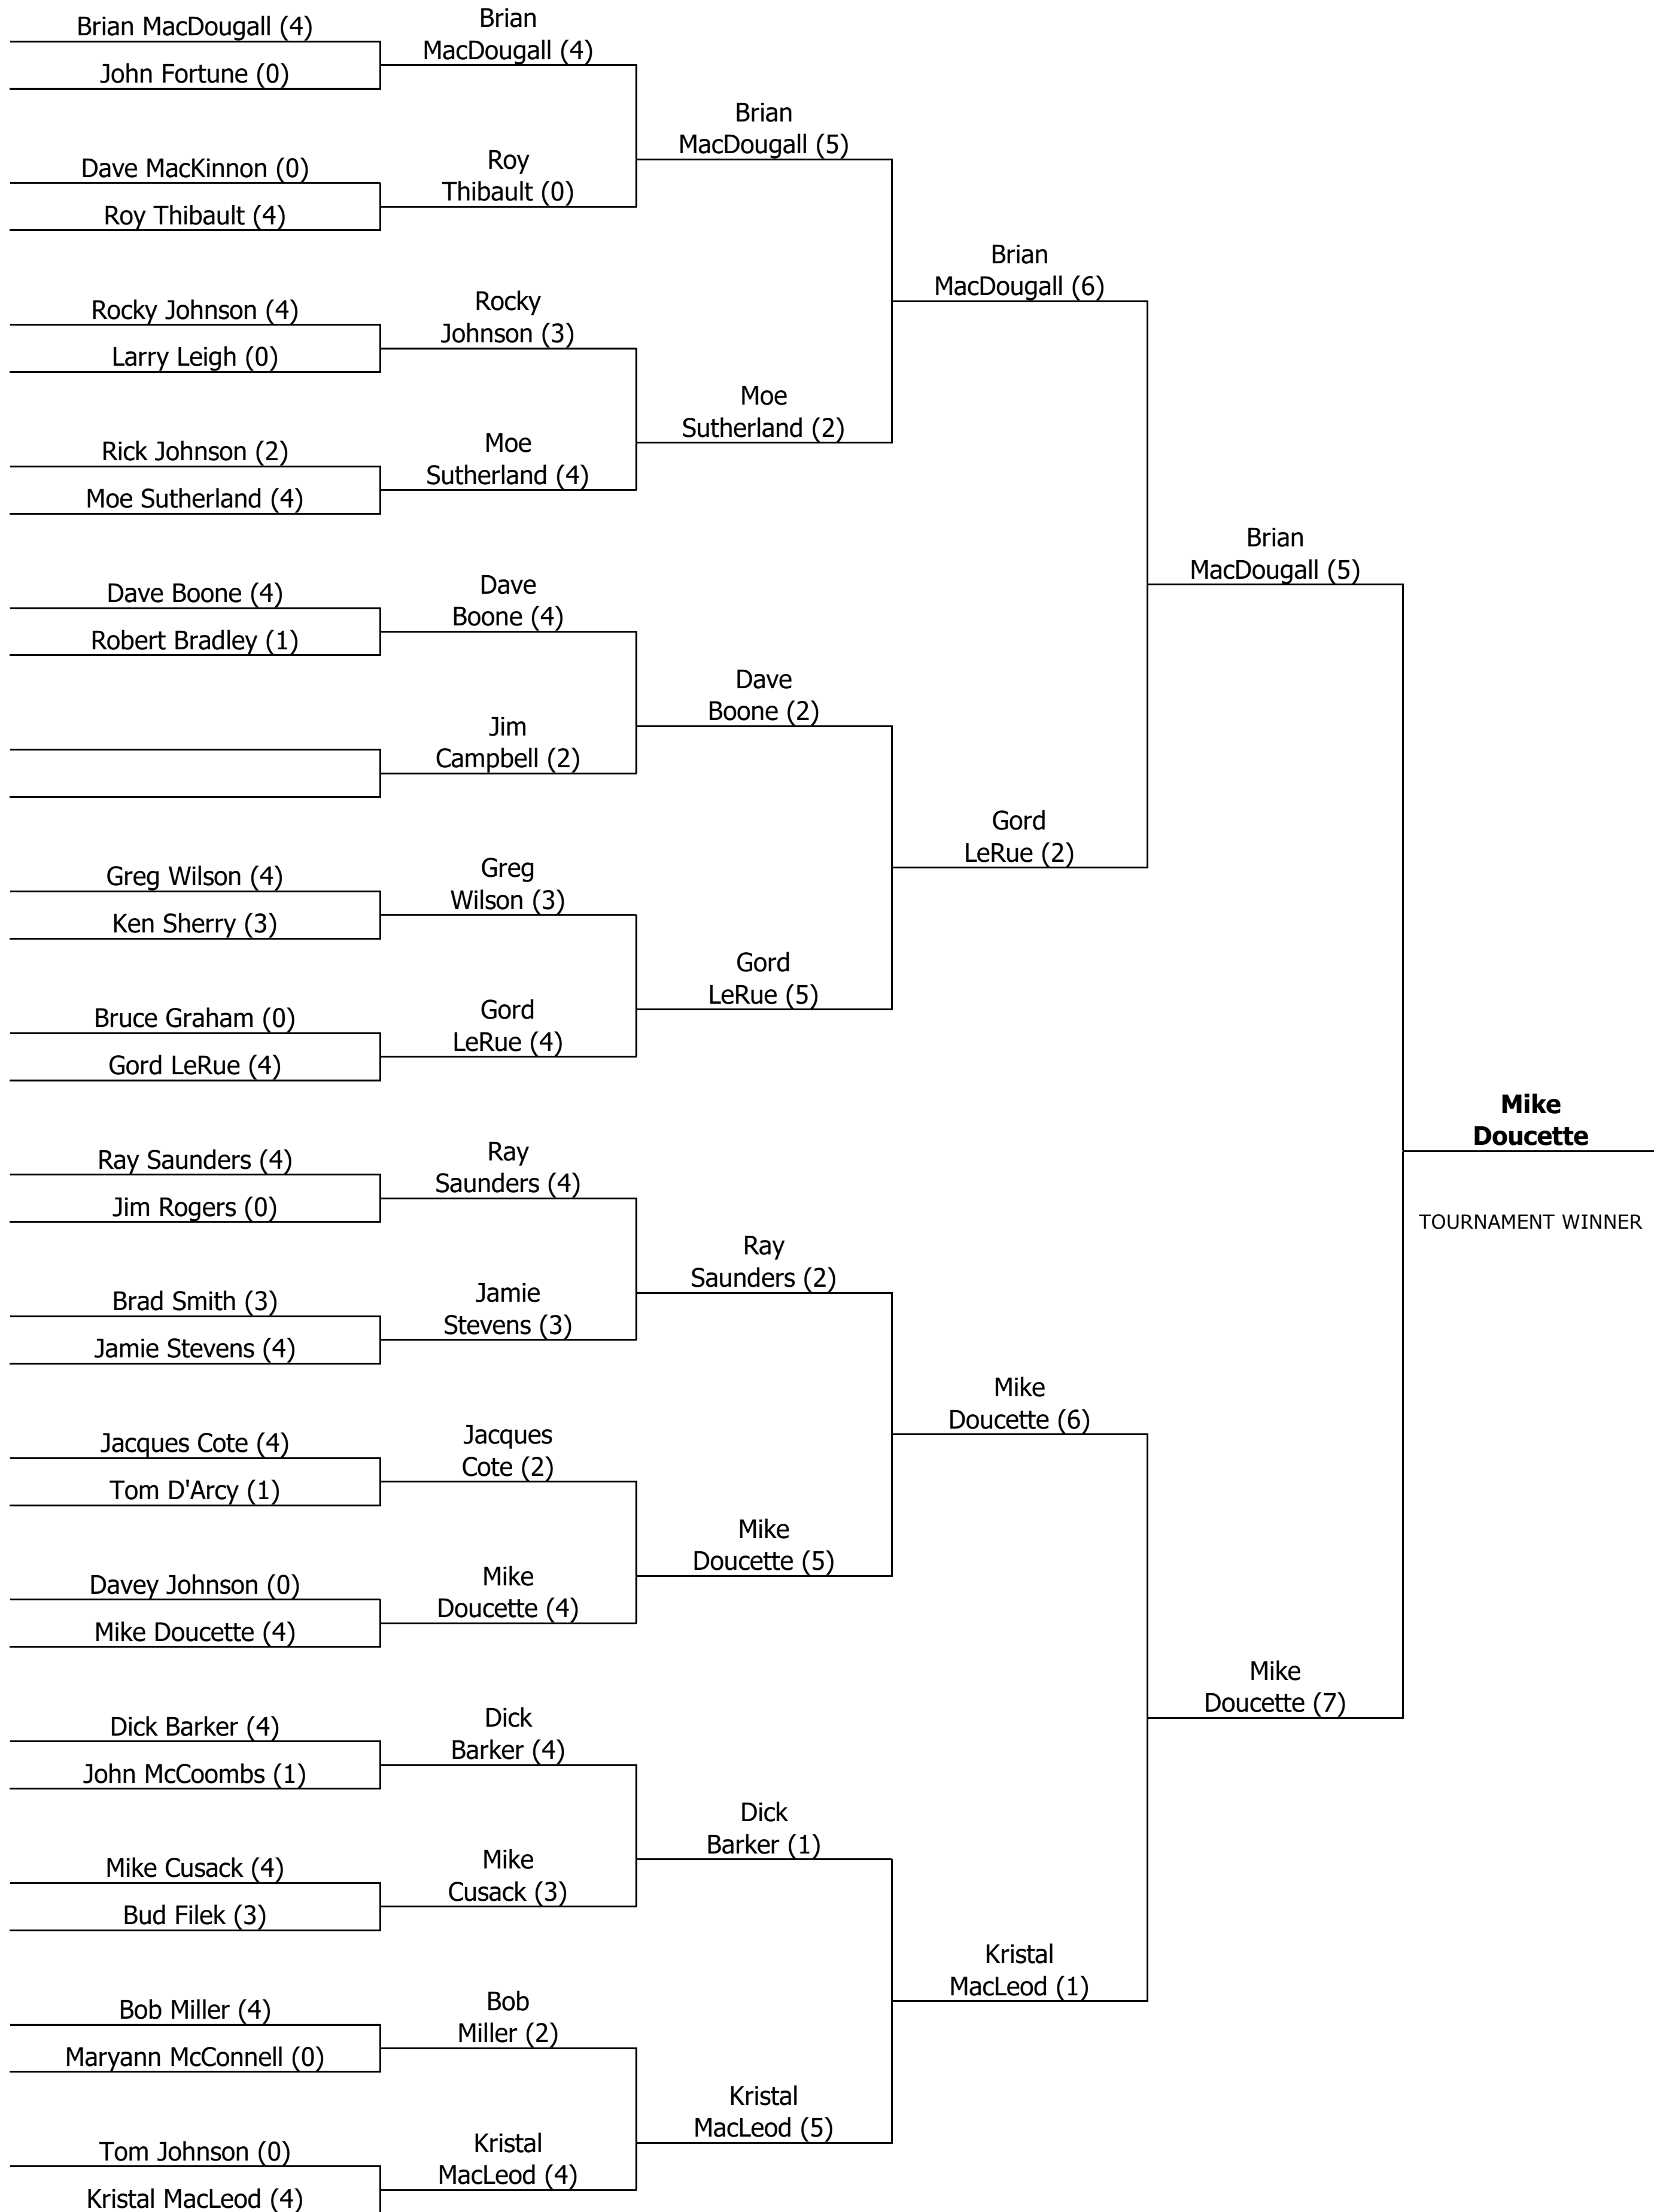 Brian MacDougall (4)
John Fortune (0)
Dave MacKinnon (0)
Roy Thibault (4)
Rocky Johnson (4)
Larry Leigh (0)
Rick Johnson (2)
Moe Sutherland (4)
Dave Boone (4)
Robert Bradley (1)
Greg Wilson (4)
Ken Sherry (3)
Bruce Graham (0)
Gord LeRue (4)
Ray Saunders (4)
Jim Rogers (0)
Brad Smith (3)
Jamie Stevens (4)
Jacques Cote (4)
Tom D'Arcy (1)
Davey Johnson (0)
Mike Doucette (4)
Dick Barker (4)
John McCoombs (1)
Mike Cusack (4)
Bud Filek (3)
Bob Miller (4)
Maryann McConnell (0)
Tom Johnson (0)
Kristal MacLeod (4)
Brian
MacDougall (4)
Roy
Thibault (0)
Rocky
Johnson (3)
Moe
Sutherland (4)
Dave
Boone (4)
Jim
Campbell (2)
Greg
Wilson (3)
Gord
LeRue (4)
Ray
Saunders (4)
Jamie
Stevens (3)
Jacques
Cote (2)
Mike
Doucette (4)
Dick
Barker (4)
Mike
Cusack (3)
Bob
Miller (2)
Kristal
MacLeod (4)
Brian
MacDougall (5)
Moe
Sutherland (2)
Dave
Boone (2)
Gord
LeRue (5)
Ray
Saunders (2)
Mike
Doucette (5)
Dick
Barker (1)
Kristal
MacLeod (5)
Brian
MacDougall (6)
Gord
LeRue (2)
Mike
Doucette (6)
Kristal
MacLeod (1)
Brian
MacDougall (5)
Mike
Doucette (7)
Mike
Doucette
TOURNAMENT WINNER